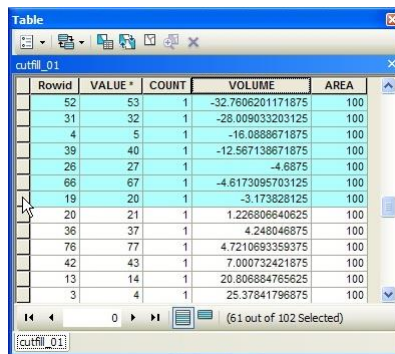 Table
cutfill_01
Rowid VALUE * COUNT VOLUME AREA
52 53 1 -32.7606201171875 100
31 32 1 -28.009033203125 100
4 5 1 -16.0888671875 100
39 40 1 -12.567138671875 100
26 27 1 -4.6875 100
66 67 1 -4.6173095703125 100
19 20 1 -3.173828125 100
20 21 1 1.226806640625 100
36 37 1 4.248046875 100
76 77 1 4.7210693359375 100
42 43 1 7.000732421875 100
13 14 1 20.806884765625 100
3 4 1 25.37841796875 100
0 (61 out of 102 Selected)
cutfill_01